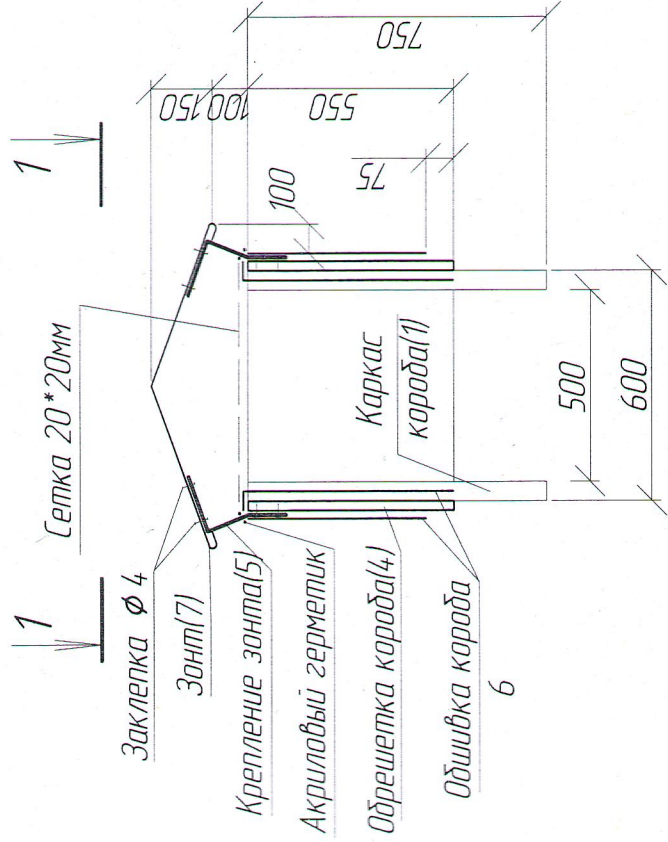 1
1
Сетка 20*20мм
Заклепка Ø 4
Зонт(7)
Крепление зонта(5)
Акриловый герметик
Обрешетка короба(4)
Обшивка короба
6
Каркас
короба(1)
150
100
550
750
75
100
500
600